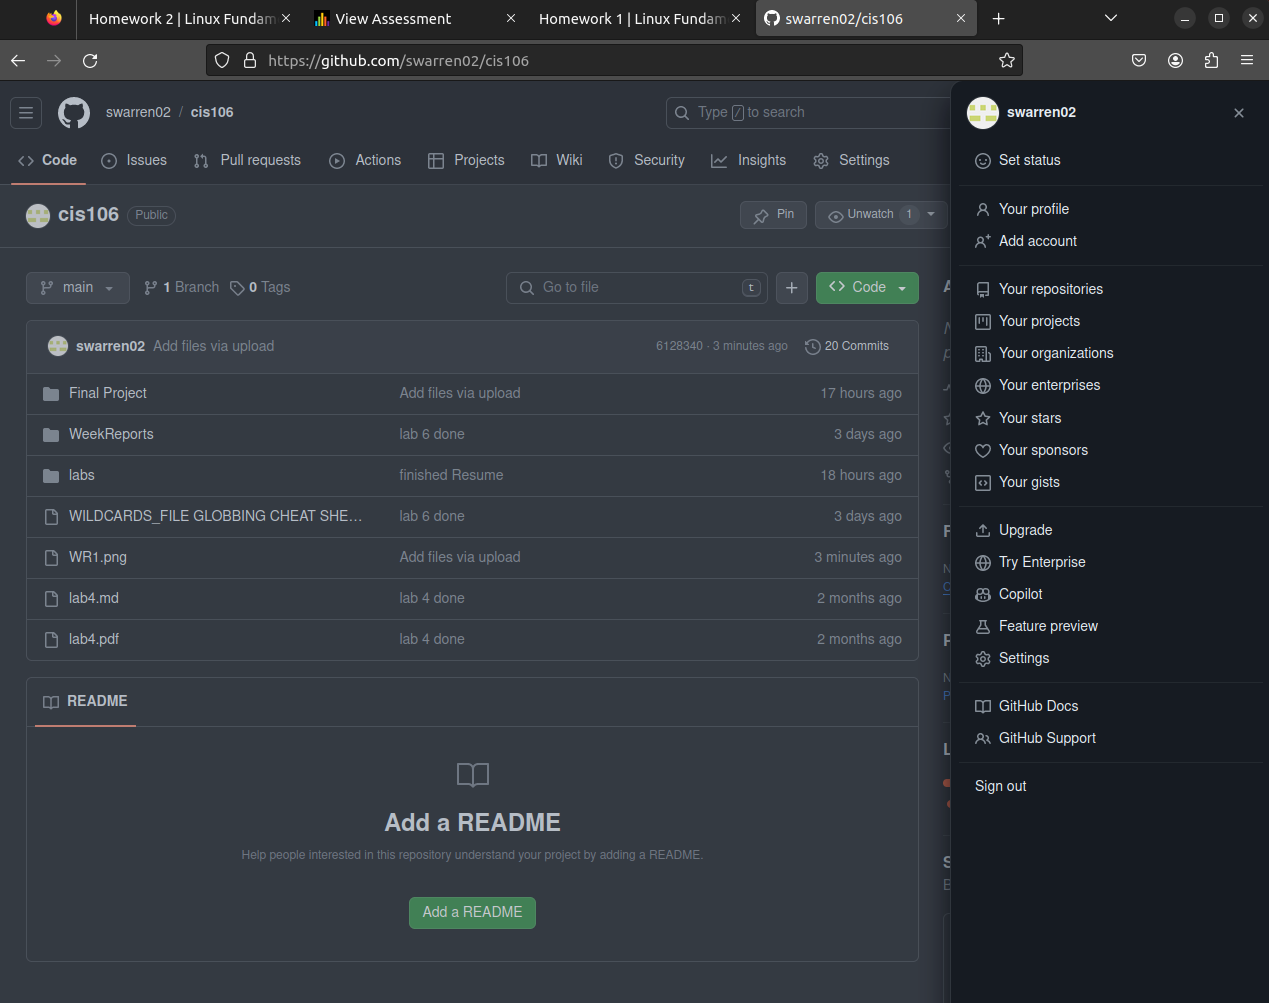 Homework 2 | Linux Fundam
View Assessment
Homework 1 | Linux Fundam
swarren02/cis106
https://github.com/swarren02/cis106
swarren02 / cis106
Type / to search
Code
Issues
Pull requests
Actions
Projects
Wiki
Security
Insights
Settings
cis106 Public
Pin
Unwatch 1
main
1 Branch
0 Tags
Go to file t
Code
swarren02 Add files via upload 6128340 · 3 minutes ago 20 Commits
Final Project Add files via upload 17 hours ago
WeekReports lab 6 done 3 days ago
labs finished Resume 18 hours ago
WILDCARDS_FILE GLOBBING CHEAT SHE… lab 6 done 3 days ago
WR1.png Add files via upload 3 minutes ago
lab4.md lab 4 done 2 months ago
lab4.pdf lab 4 done 2 months ago
README
Add a README
Help people interested in this repository understand your project by adding a README.
Add a README
swarren02
Set status
Your profile
Add account
Your repositories
Your projects
Your organizations
Your enterprises
Your stars
Your sponsors
Your gists
Upgrade
Try Enterprise
Copilot
Feature preview
Settings
GitHub Docs
GitHub Support
Sign out